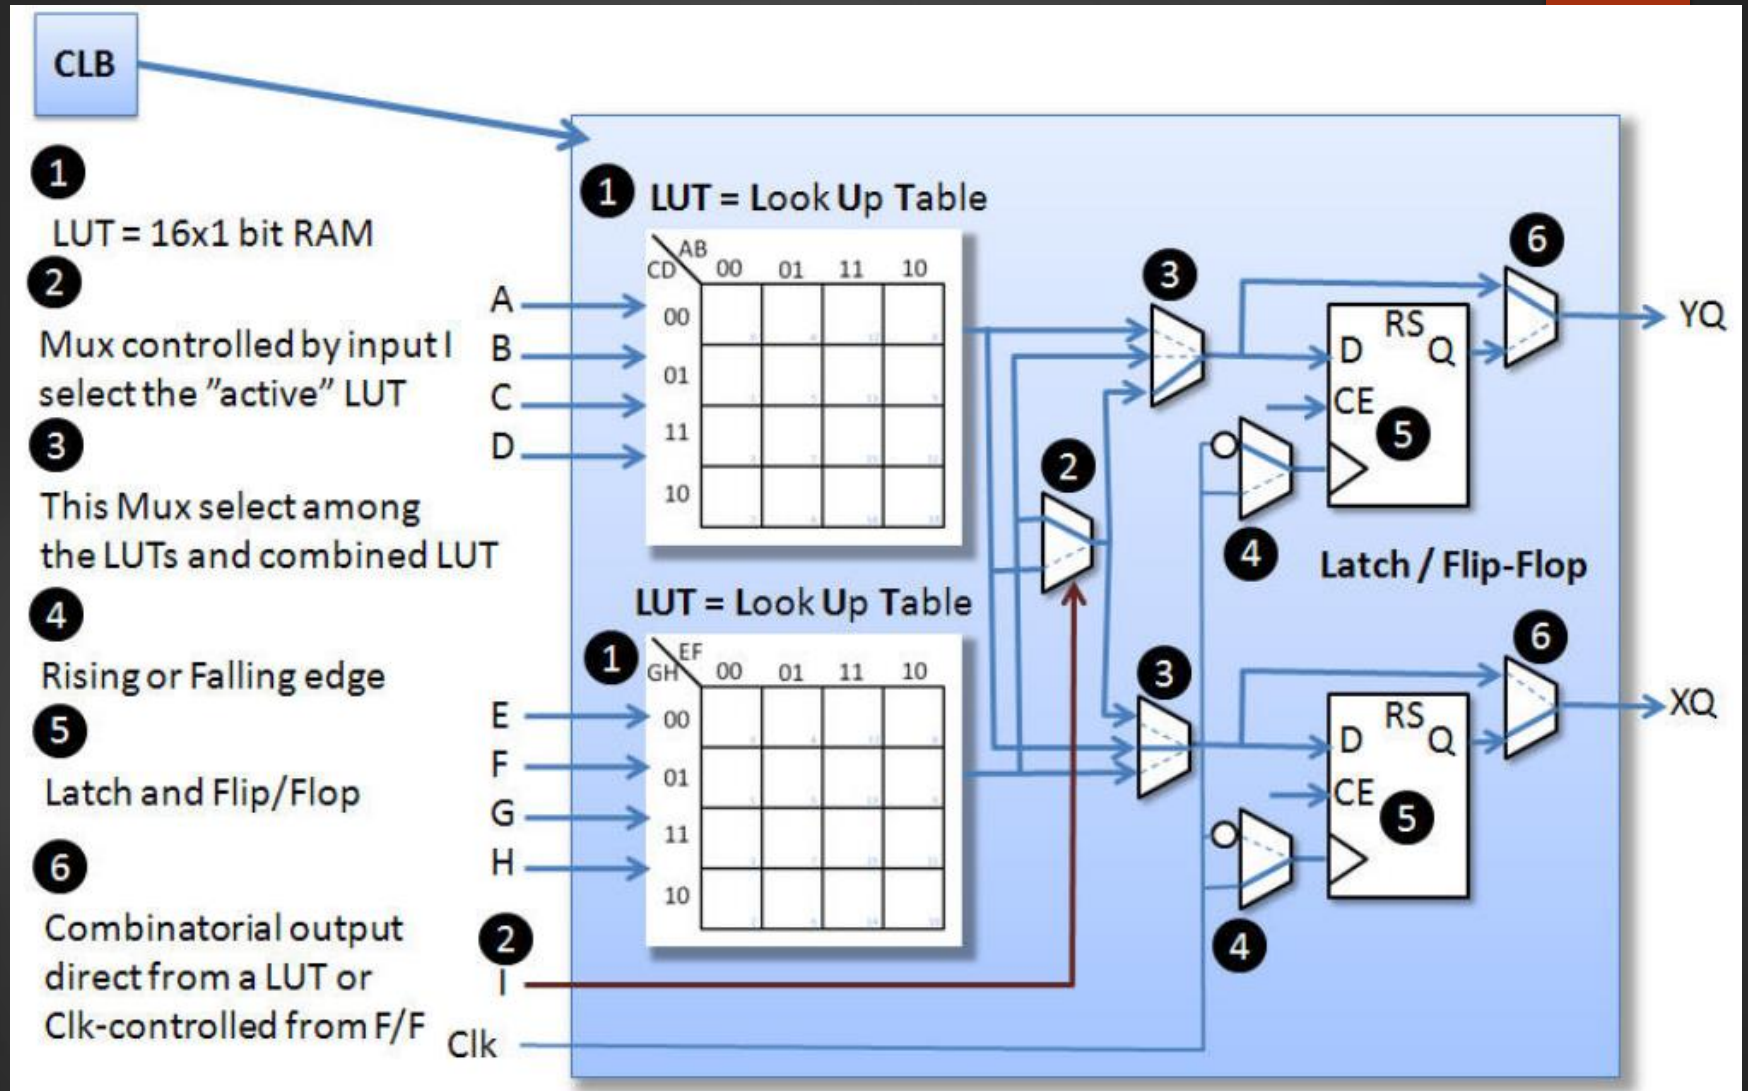 CLB
1
LUT = 16x1 bit RAM
2
Mux controlled by input I
select the ”active” LUT
3
This Mux select among
the LUTs and combined LUT
4
Rising or Falling edge
5
Latch and Flip/Flop
6
Combinatorial output
direct from a LUT or
Clk-controlled from F/F
A
B
C
D
E
F
G
H
2
I
Clk
1 LUT = Look Up Table
AB
CD 00 01 11 10
00
01
11
10
LUT = Look Up Table
1
EF
GH 00 01 11 10
00
01
11
10
2
3
6
RS
D Q
CE
5
4
YQ
Latch / Flip-Flop
3
6
RS
D Q
CE
5
4
XQ